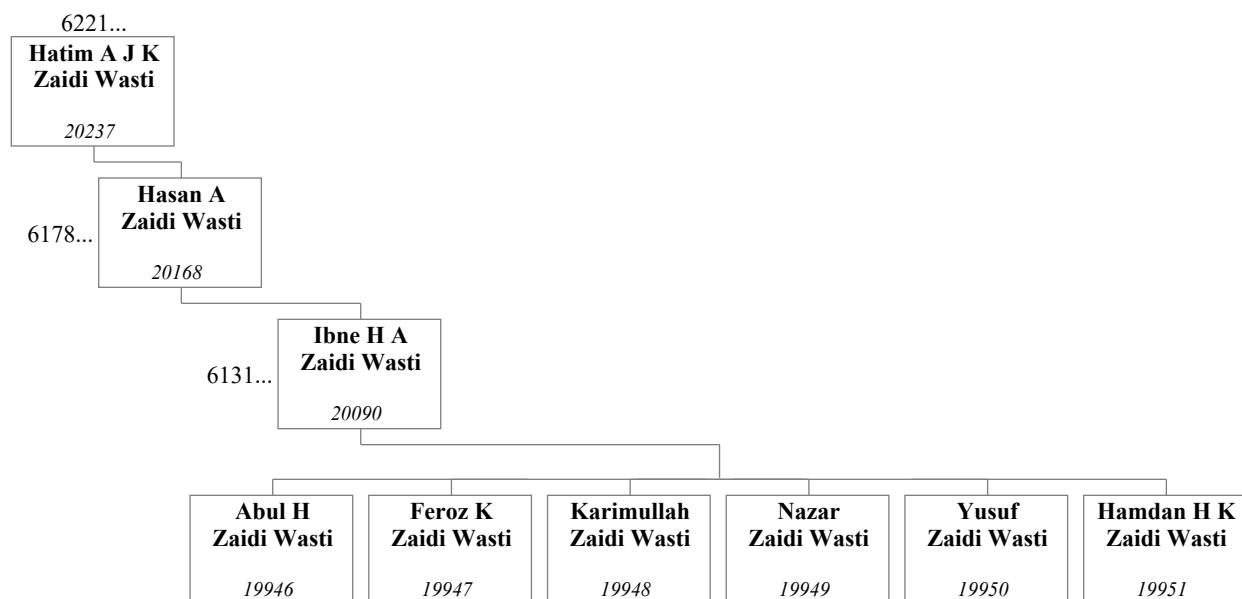 6221...
Hatim A J K
Zaidi Wasti
20237
Hasan A
Zaidi Wasti
6178...
20168
Ibne H A
Zaidi Wasti
6131...
20090
Abul H
Zaidi Wasti
19946
Feroz K
Zaidi Wasti
19947
Karimullah
Zaidi Wasti
19948
Nazar
Zaidi Wasti
19949
Yusuf
Zaidi Wasti
19950
Hamdan H K
Zaidi Wasti
19951